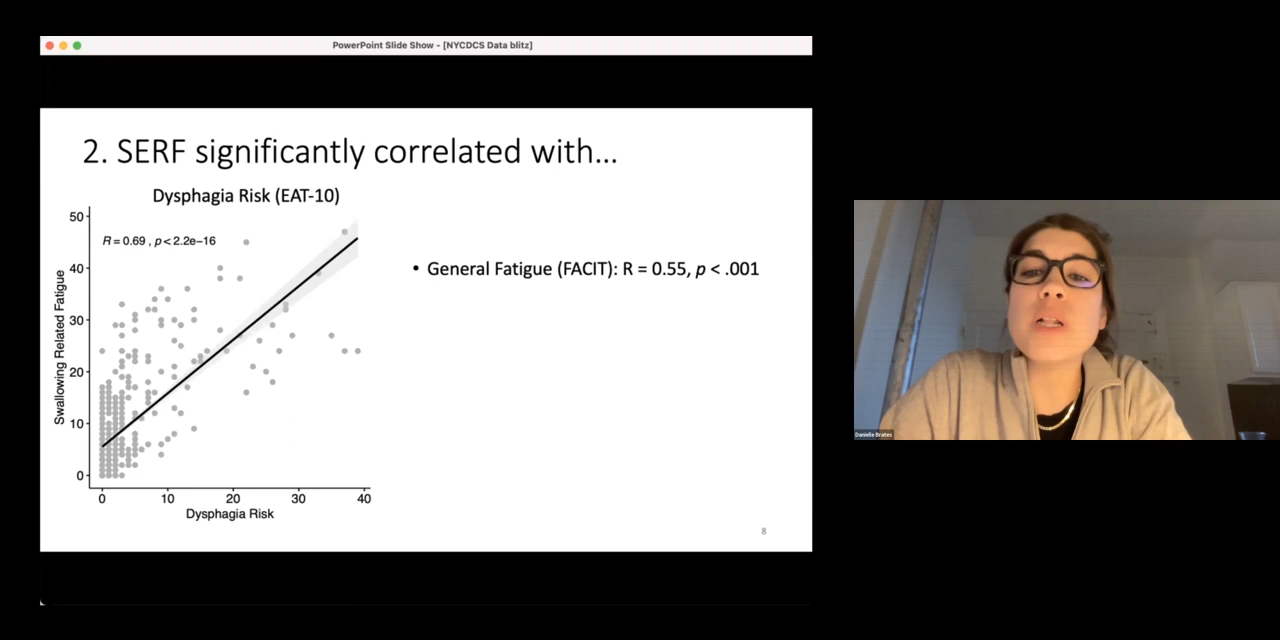 PowerPoint Slide Show - [NYCDCS Data blitz]
2. SERF significantly correlated with...
Dysphagia Risk (EAT-10)
R = 0.69 , p < 2.2e−16
50
40
30
20
10
0
Swallowing Related Fatigue
0 10 20 30 40
Dysphagia Risk
• General Fatigue (FACIT): R = 0.55, p < .001
8
Danielle Brates